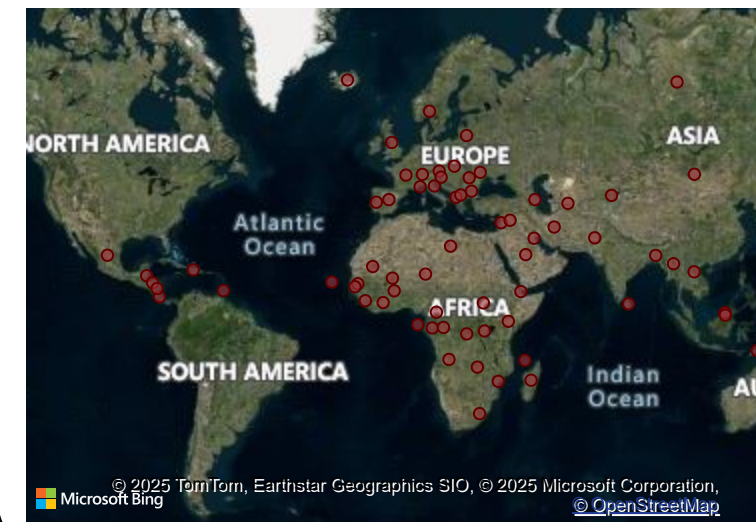 NORTH AMERICA
ASIA
EUROPE
Atlantic
Ocean
AFRICA
SOUTH AMERICA
Indian
Ocean
AU
© 2025 TomTom, Earthstar Geographics SIO, © 2025 Microsoft Corporation,
Microsoft Bing
© OpenStreetMap